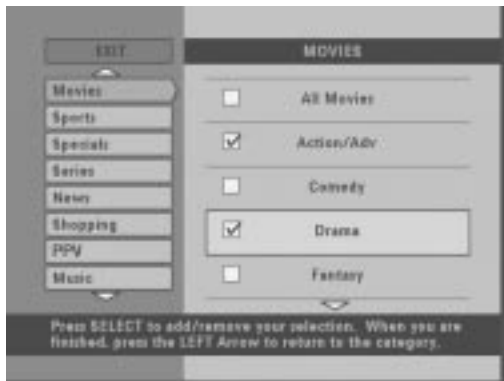 EXIT
MOVIES
Movies
Sports
Specials
Series
News
Shopping
PPV
Music
All Movies
Action/Adv
Comedy
Drama
Fantasy
Press SELECT to add/remove your selection. When you are
finished, press the LEFT Arrow to return to the category.